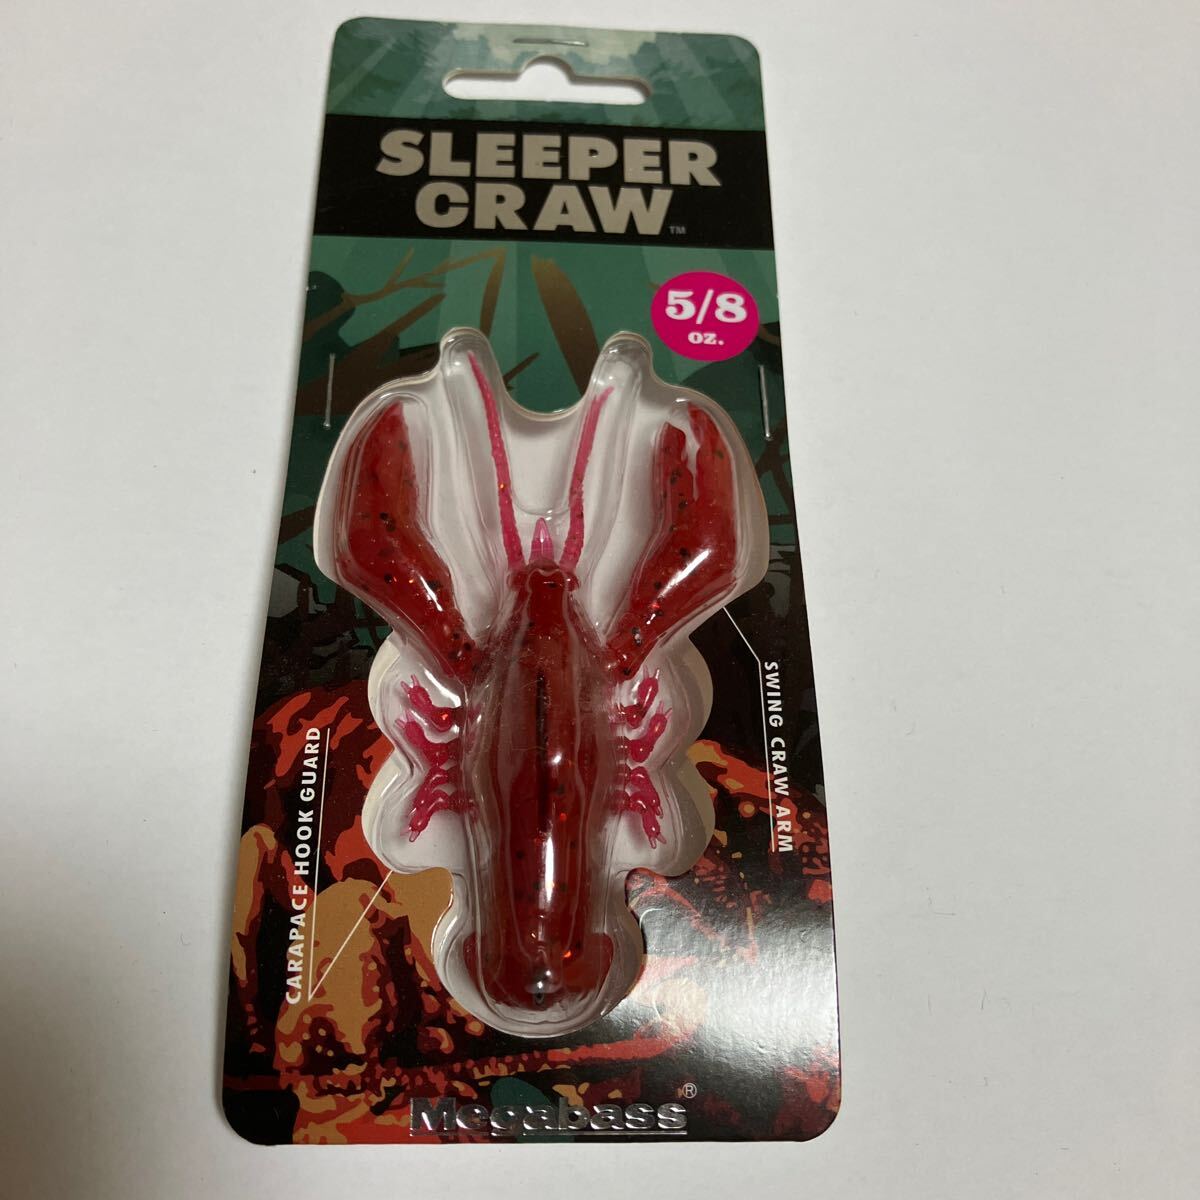 SLEEPER
CRAW™
5/8
oz.
SWING CRAW ARM
CARAPACE HOOK GUARD
Megabass®